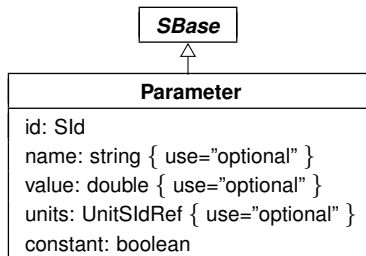 SBase
Parameter
id: SId
name: string { use=”optional” }
value: double { use=”optional” }
units: UnitSIdRef { use=”optional” }
constant: boolean